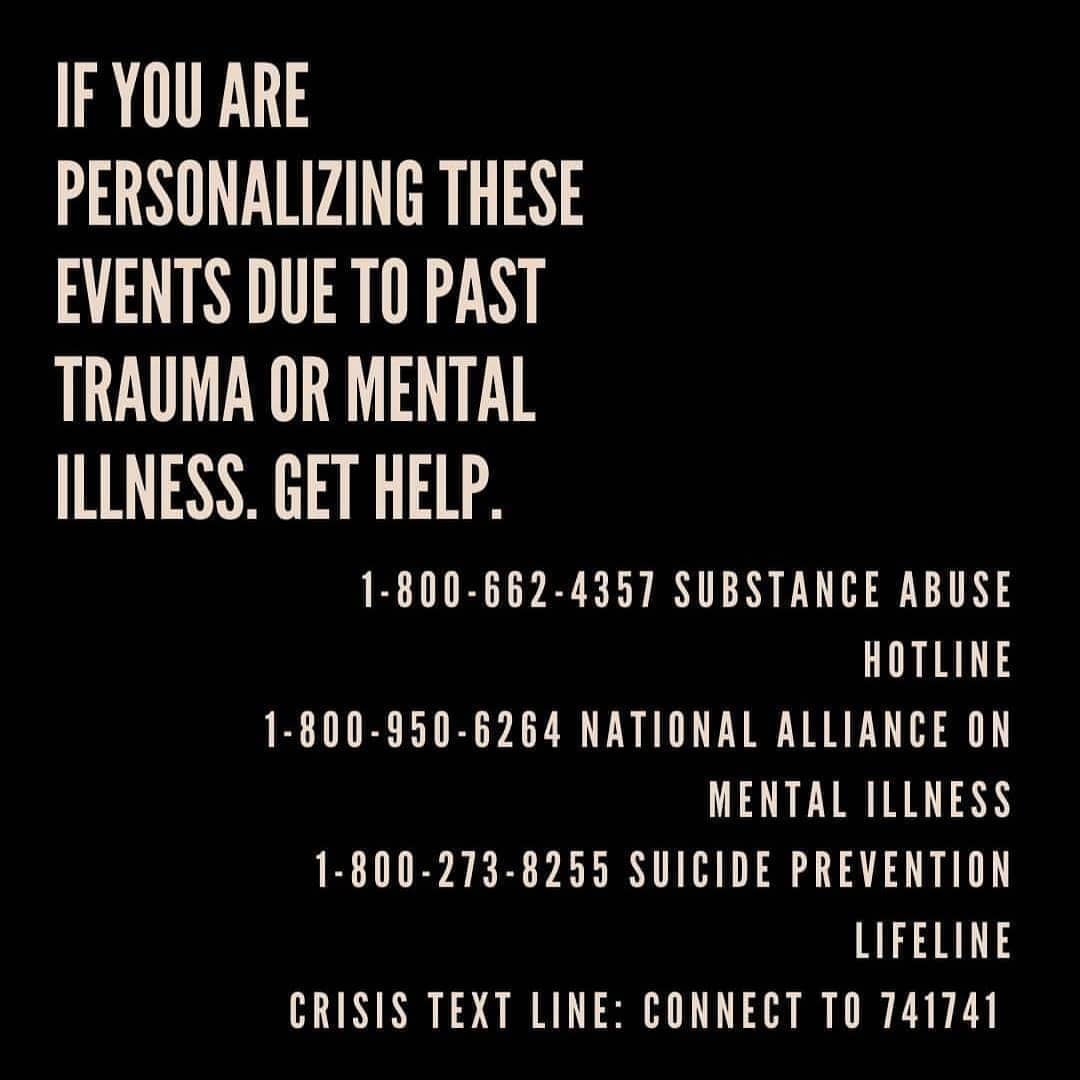 IF YOU ARE
PERSONALIZING THESE
EVENTS DUE TO PAST
TRAUMA OR MENTAL
ILLNESS. GET HELP.
1-800-662-4357 SUBSTANCE ABUSE
HOTLINE
1-800-950-6264 NATIONAL ALLIANCE ON
MENTAL ILLNESS
1-800-273-8255 SUICIDE PREVENTION
LIFELINE
CRISIS TEXT LINE: CONNECT TO 741741